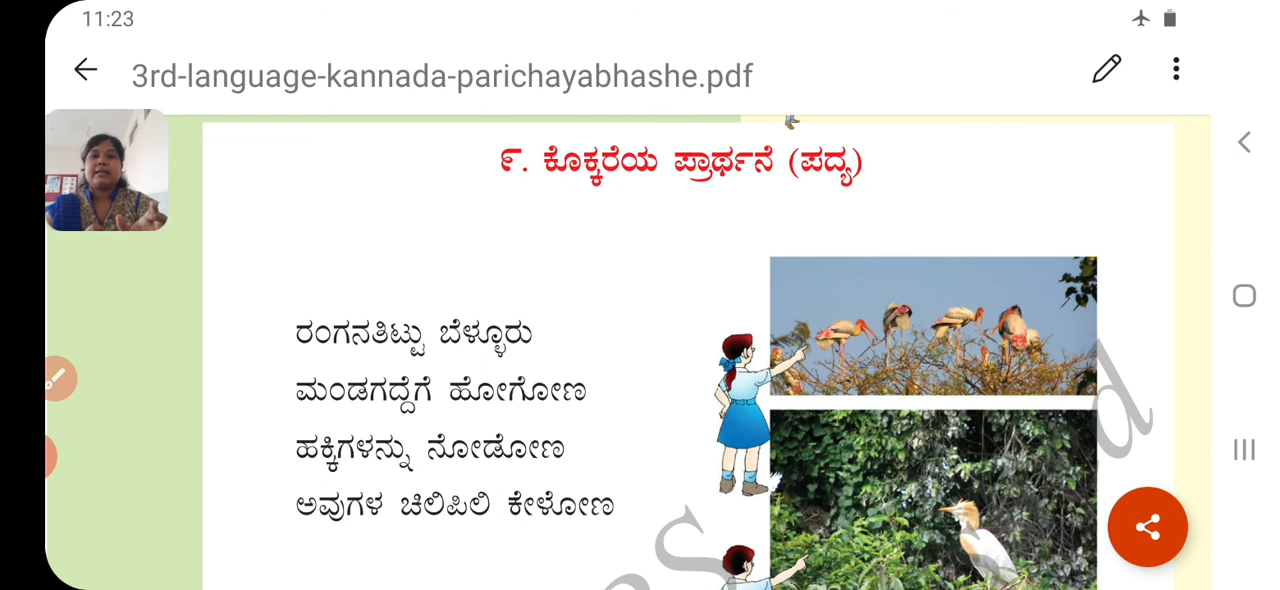 11:23
3rd-language-kannada-parichayabhashe.pdf
೯. ಕೊಕ್ಕರೆಯ ಪ್ರಾರ್ಥನೆ (ಪದ್ಯ)
ರಂಗನತಿಟ್ಟು ಬೆಳ್ಳೂರು
ಮಂಡಗದ್ದೆಗೆ ಹೋಗೋಣ
ಹಕ್ಕಿಗಳನ್ನು ನೋಡೋಣ
ಅವುಗಳ ಚಿಲಿಪಿಲಿ ಕೇಳೋಣ